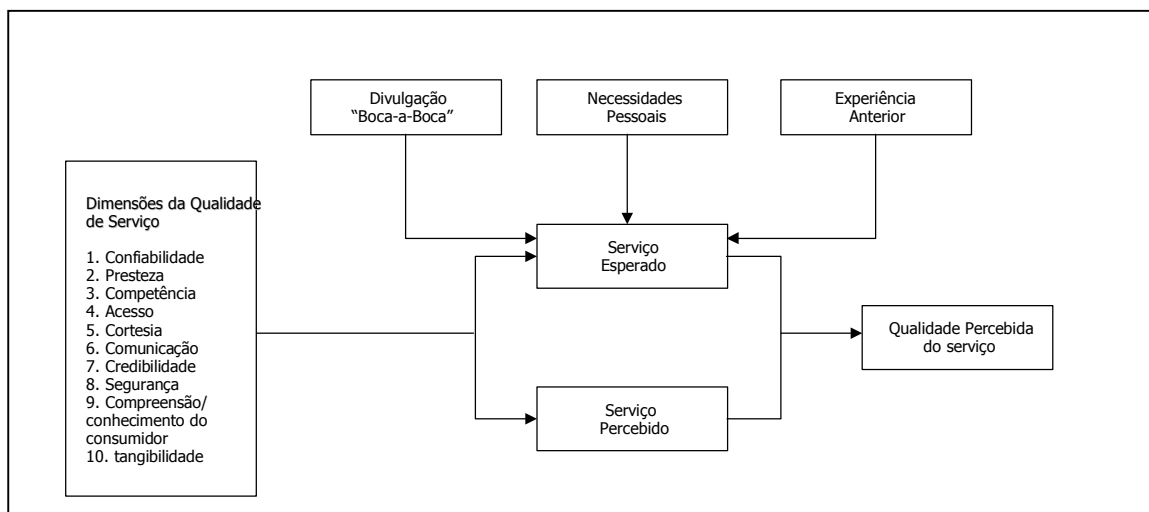 Divulgação
“Boca-a-Boca”
Necessidades
Pessoais
Experiência
Anterior
Dimensões da Qualidade
de Serviço
1. Confiabilidade
2. Presteza
3. Competência
4. Acesso
5. Cortesia
6. Comunicação
7. Credibilidade
8. Segurança
9. Compreensão/
conhecimento do
consumidor
10. tangibilidade
Serviço
Esperado
Serviço
Percebido
Qualidade Percebida
do serviço